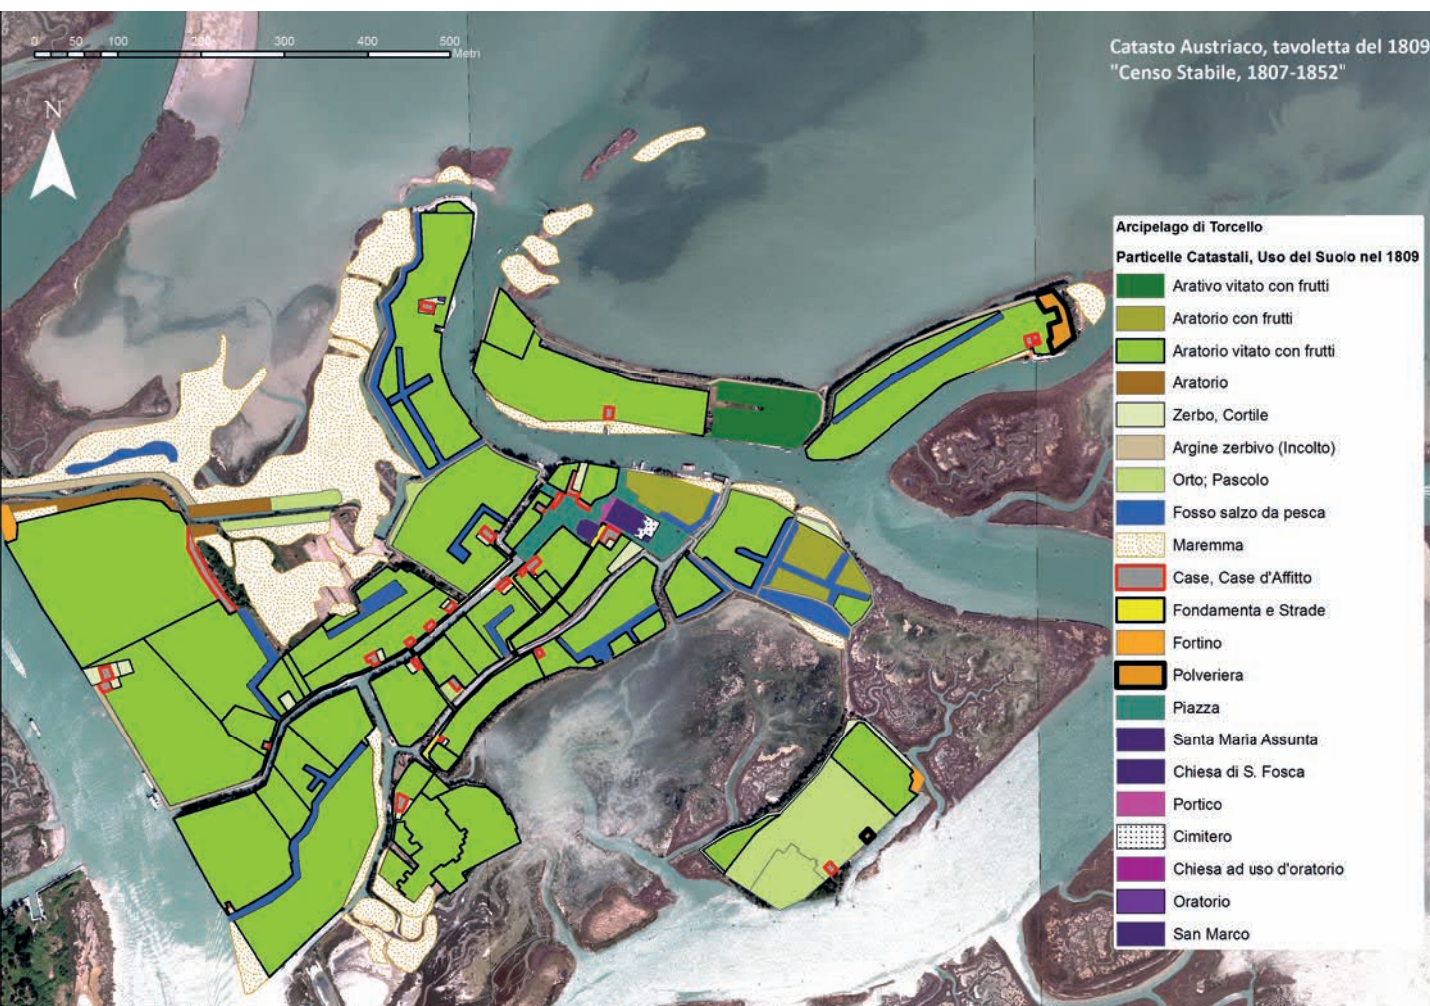 0 50 100 200 300 400 500
Metri
Catasto Austriaco, tavoletta del 1809
"Censo Stabile, 1807-1852"
N
Arcipelago di Torcello
Particelle Catastali, Uso del Suolo nel 1809
Arativo vitato con frutti
Aratorio con frutti
Aratorio vitato con frutti
Aratorio
Zerbo, Cortile
Argine zerbivo (Incolto)
Orto; Pascolo
Fosso salzo da pesca
Maremma
Case, Case d'Affitto
Fondamenta e Strade
Fortino
Polveriera
Piazza
Santa Maria Assunta
Chiesa di S. Fosca
Portico
Cimitero
Chiesa ad uso d'oratorio
Oratorio
San Marco